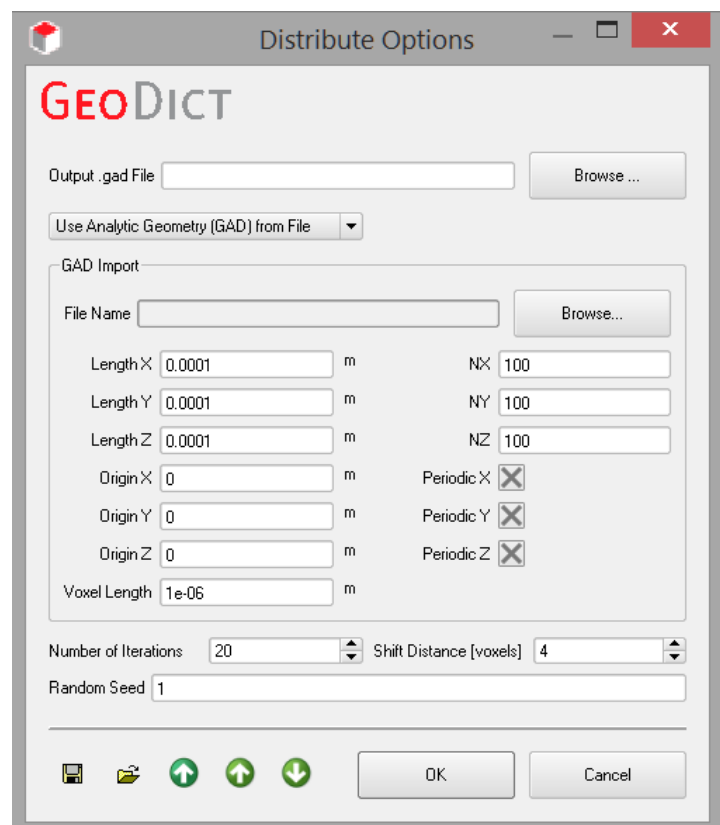 Distribute Options
GEODICT
Output .gad File Browse ...
Use Analytic Geometry (GAD) from File
GAD Import
File Name Browse...
Length X 0.0001 m NX 100
Length Y 0.0001 m NY 100
Length Z 0.0001 m NZ 100
Origin X 0 m Periodic X
Origin Y 0 m Periodic Y
Origin Z 0 m Periodic Z
Voxel Length 1e-06 m
Number of Iterations 20 Shift Distance [voxels] 4
Random Seed 1
OK Cancel